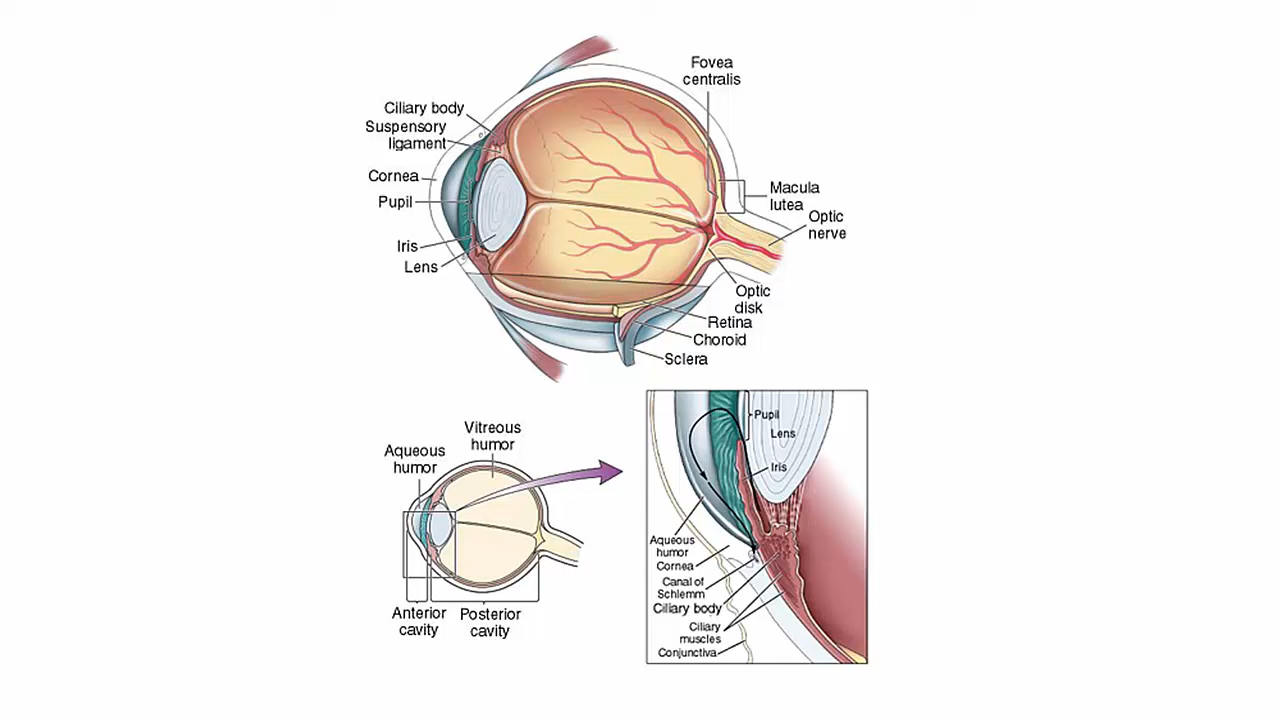 Fovea
centralis
Ciliary body
Suspensory
ligament
Cornea
Pupil
Iris
Lens
Macula
lutea
Optic
nerve
Optic
disk
Retina
Choroid
Sclera
Vitreous
humor
Aqueous
humor
Anterior
cavity
Posterior
cavity
Pupil
Lens
Iris
Aqueous
humor
Cornea
Canal of
Schlemm
Ciliary body
Ciliary
muscles
Conjunctiva